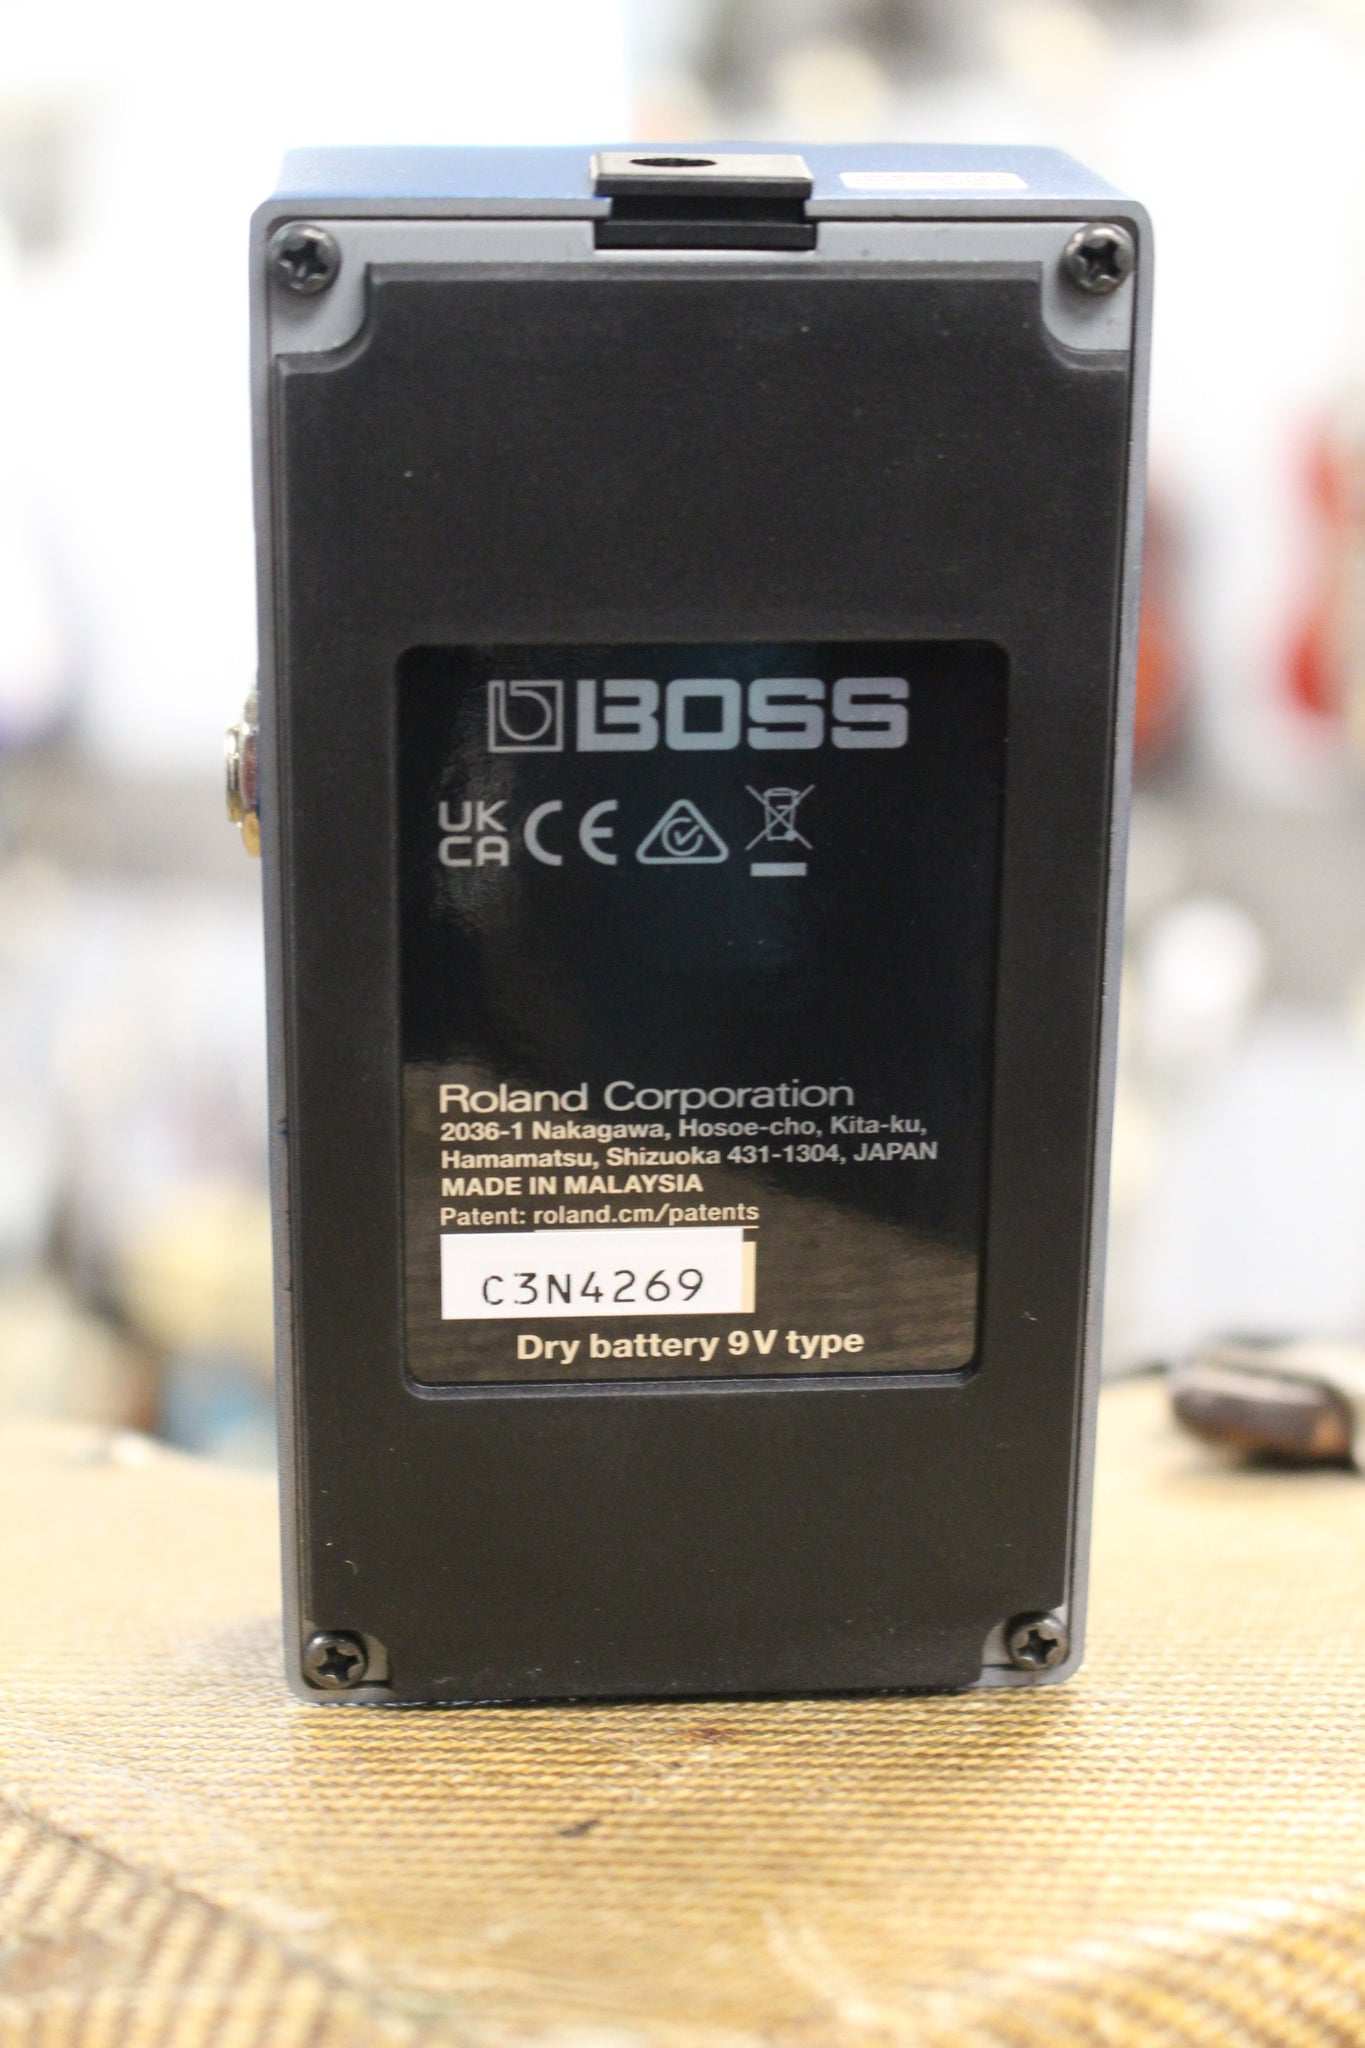 BOSS
UK
CA CE
Roland Corporation
2036-1 Nakagawa, Hosoe-cho, Kita-ku,
Hamamatsu, Shizuoka 431-1304, JAPAN
MADE IN MALAYSIA
Patent: roland.cm/patents
C3N4269
Dry battery 9V type